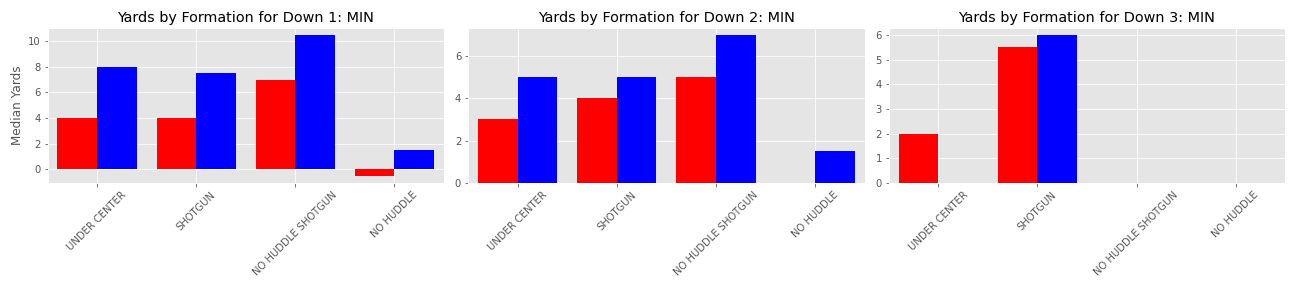 Yards by Formation for Down 1: MIN
Median Yards
10
8
6
4
2
0
UNDER CENTER
SHOTGUN
NO HUDDLE SHOTGUN
NO HUDDLE
Yards by Formation for Down 2: MIN
6
4
2
0
UNDER CENTER
SHOTGUN
NO HUDDLE SHOTGUN
NO HUDDLE
Yards by Formation for Down 3: MIN
6
5
4
3
2
1
0
UNDER CENTER
SHOTGUN
NO HUDDLE SHOTGUN
NO HUDDLE